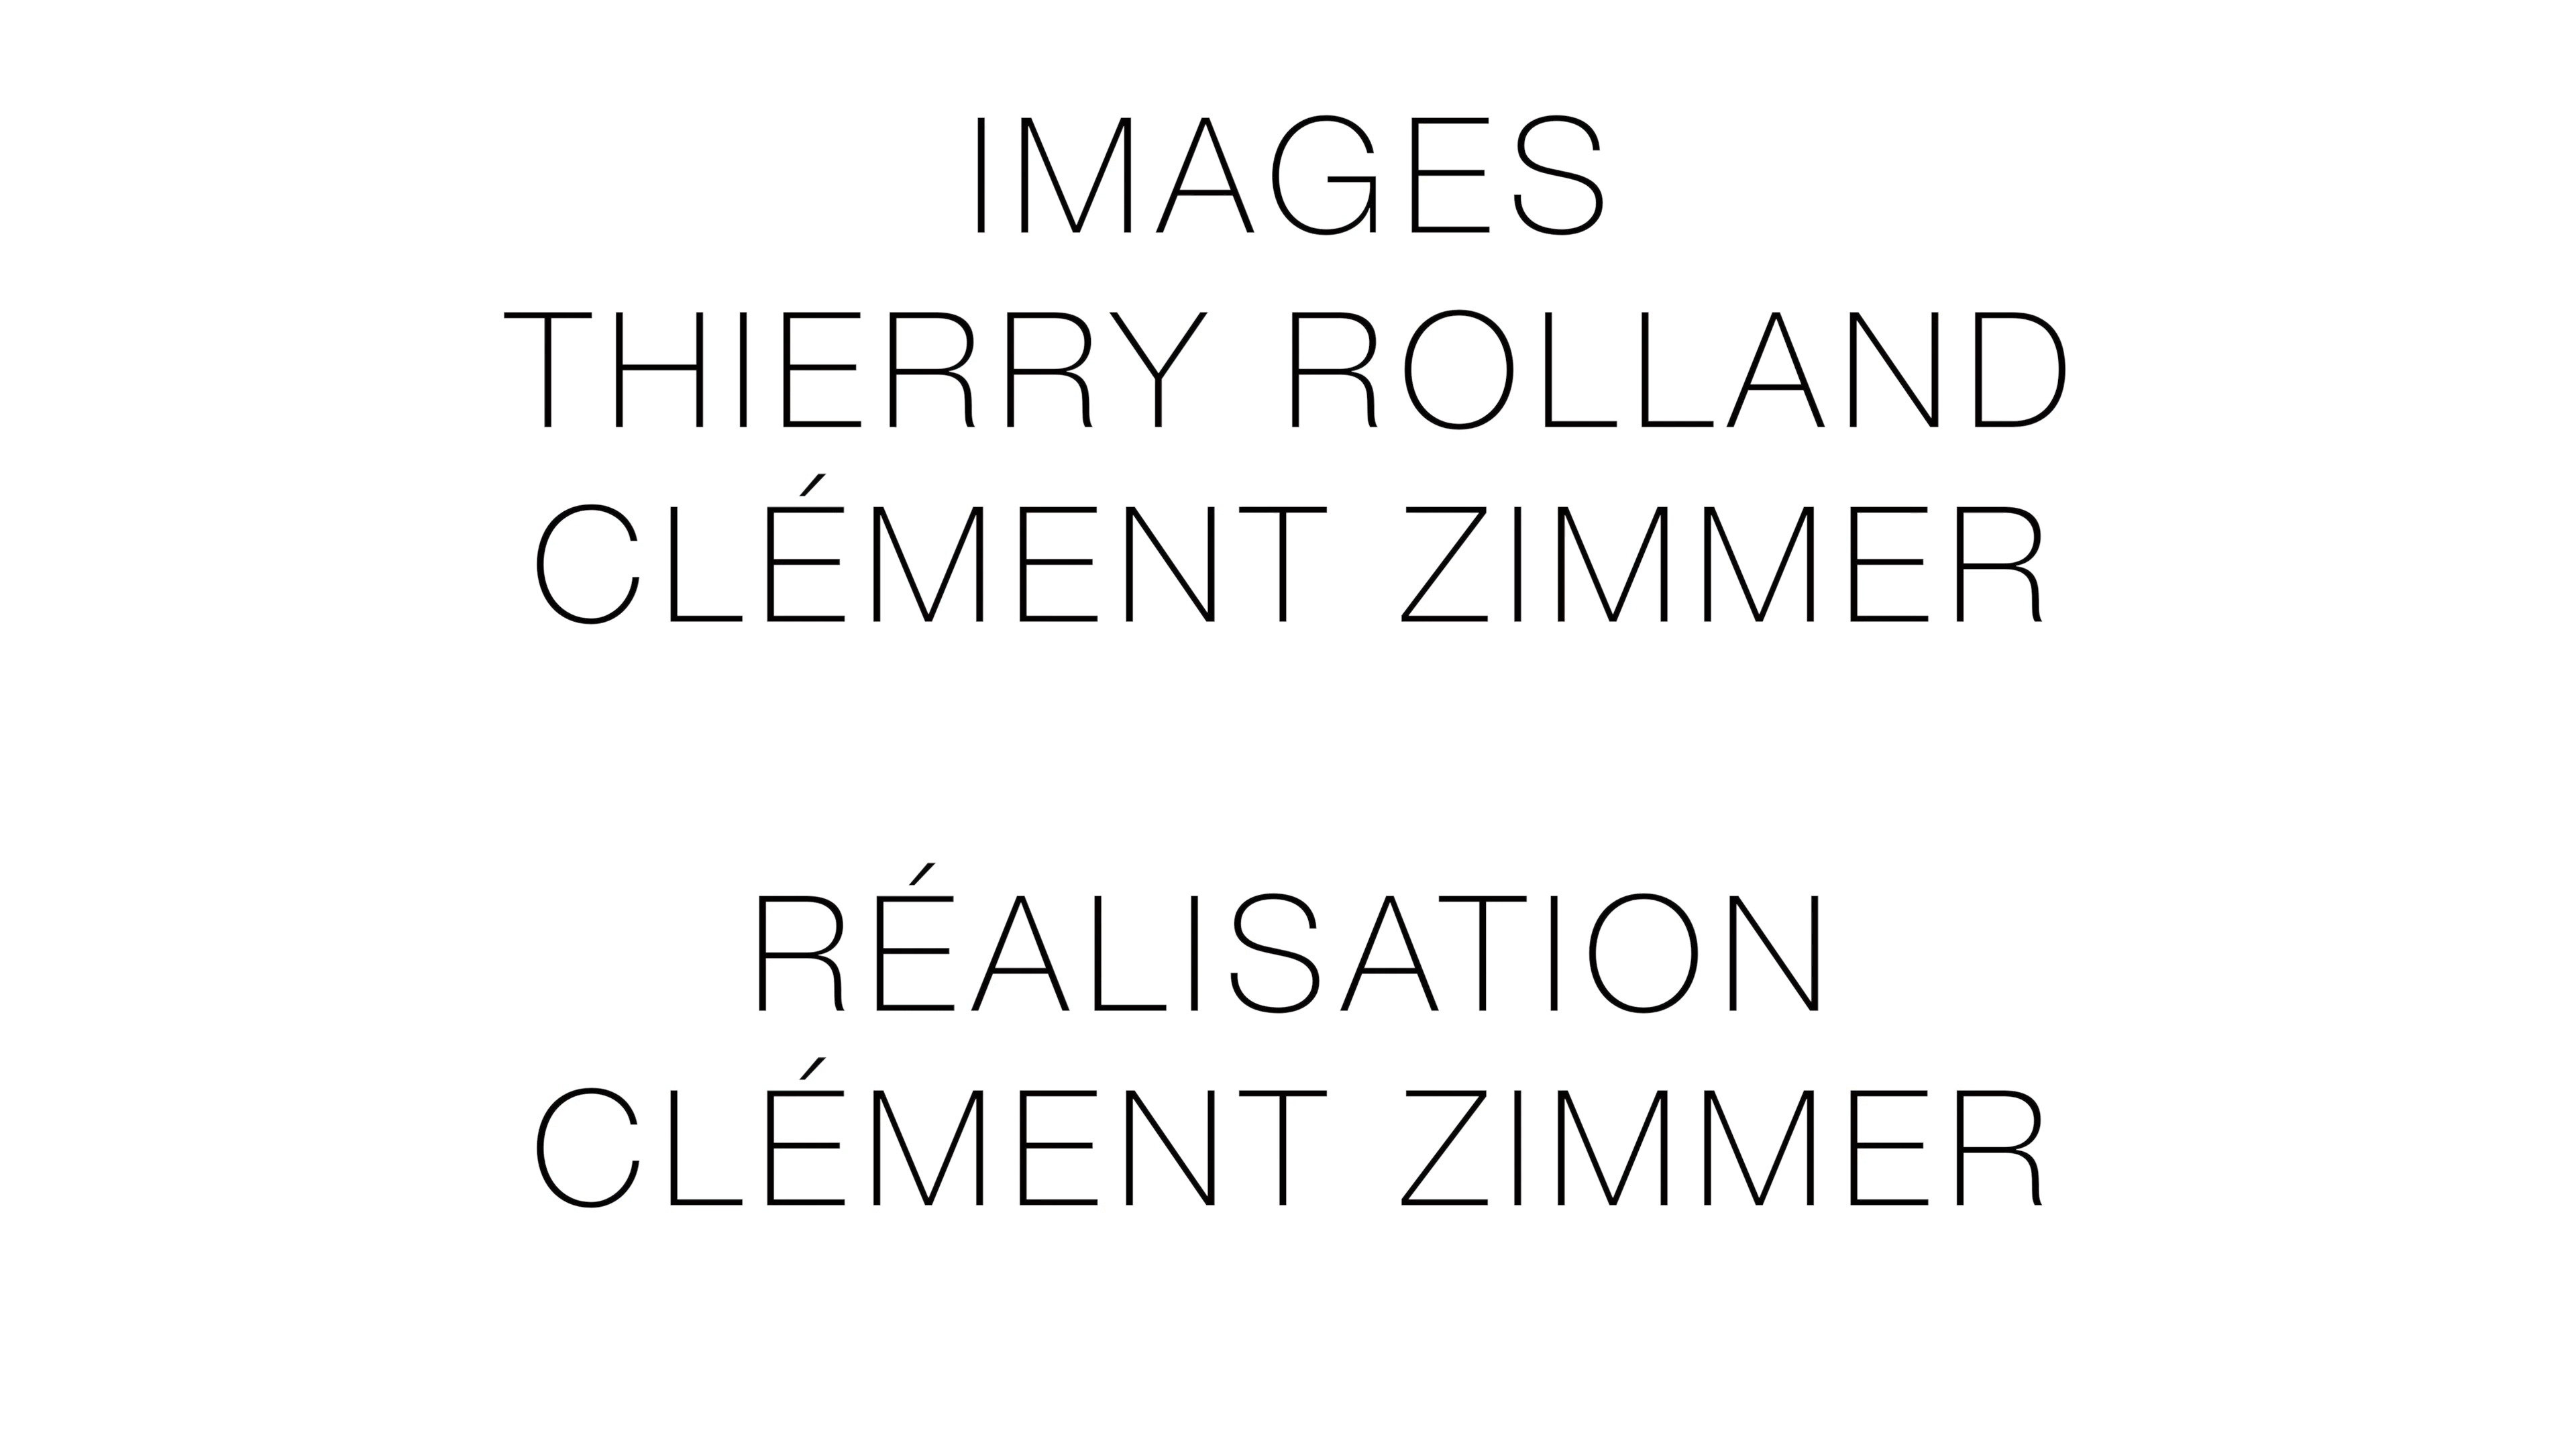 IMAGES
THIERRY ROLLAND
CLÉMENT ZIMMER
RÉALISATION
CLÉMENT ZIMMER